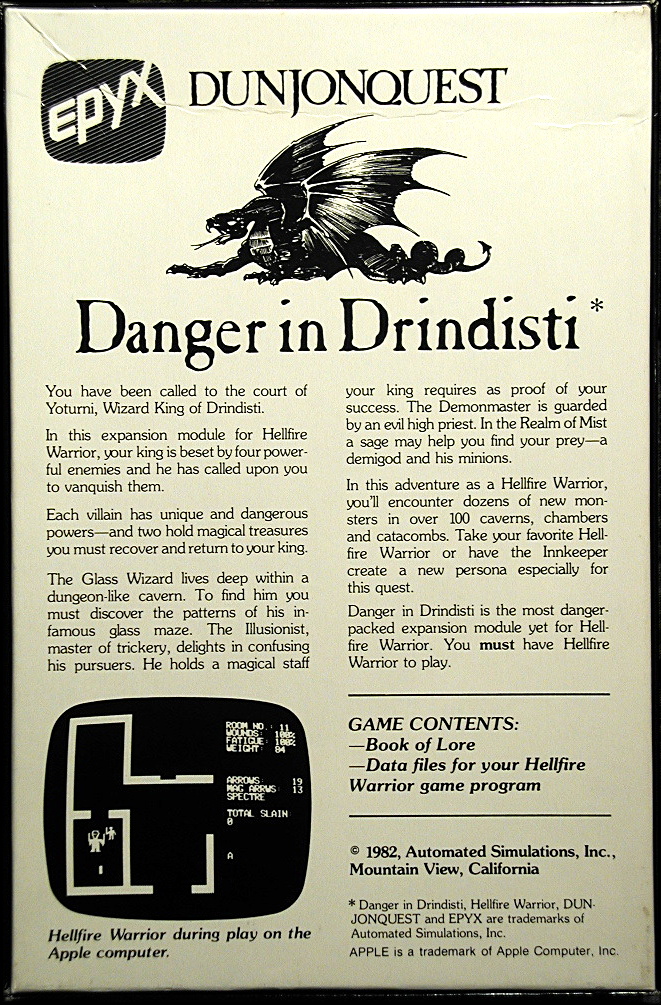 EPYX
DUNJONQUEST
Danger in Drindisti*
You have been called to the court of
Yoturni, Wizard King of Drindisti.
In this expansion module for Hellfire
Warrior, your king is beset by four power-
ful enemies and he has called upon you
to vanquish them.
Each villain has unique and dangerous
powers—and two hold magical treasures
you must recover and return to your king.
The Glass Wizard lives deep within a
dungeon-like cavern. To find him you
must discover the patterns of his in-
famous glass maze. The Illusionist,
master of trickery, delights in confusing
his pursuers. He holds a magical staff
your king requires as proof of your
success. The Demonmaster is guarded
by an evil high priest. In the Realm of Mist
a sage may help you find your prey—a
demigod and his minions.
In this adventure as a Hellfire Warrior,
you'll encounter dozens of new mon-
sters in over 100 caverns, chambers
and catacombs. Take your favorite Hell-
fire Warrior or have the Innkeeper
create a new persona especially for
this quest.
Danger in Drindisti is the most danger-
packed expansion module yet for Hell-
fire Warrior. You must have Hellfire
Warrior to play.
ROOM NO.: 11
WOUNDS: 100%
FATIGUE: 100%
WEIGHT: 84
ARROWS: 19
MAG ARRWS: 13
SPECTRE
TOTAL SLAIN
0
A
Hellfire Warrior during play on the
Apple computer.
GAME CONTENTS:
—Book of Lore
—Data files for your Hellfire
Warrior game program
© 1982, Automated Simulations, Inc.,
Mountain View, California
* Danger in Drindisti, Hellfire Warrior, DUN-
JONQUEST and EPYX are trademarks of
Automated Simulations, Inc.
APPLE is a trademark of Apple Computer, Inc.